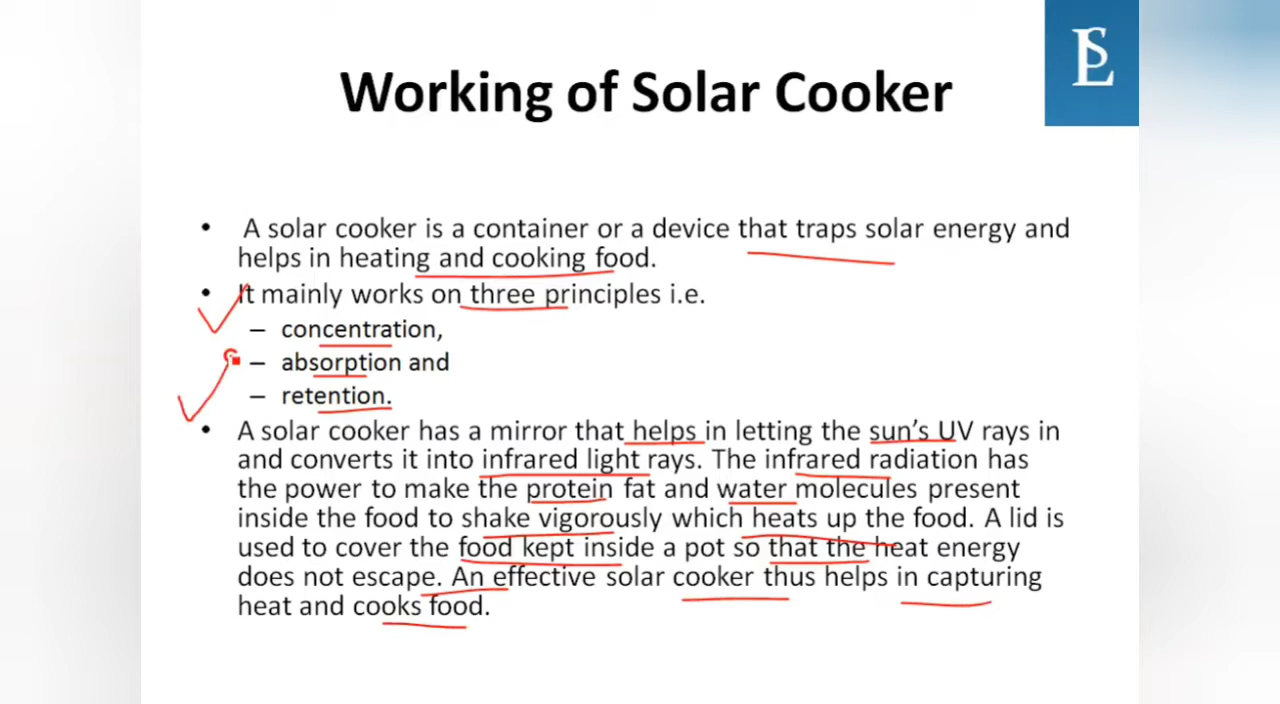 LPS
Working of Solar Cooker
• A solar cooker is a container or a device that traps solar energy and
helps in heating and cooking food.
• It mainly works on three principles i.e.
– concentration,
– absorption and
– retention.
• A solar cooker has a mirror that helps in letting the sun’s UV rays in
and converts it into infrared light rays. The infrared radiation has
the power to make the protein fat and water molecules present
inside the food to shake vigorously which heats up the food. A lid is
used to cover the food kept inside a pot so that the heat energy
does not escape. An effective solar cooker thus helps in capturing
heat and cooks food.